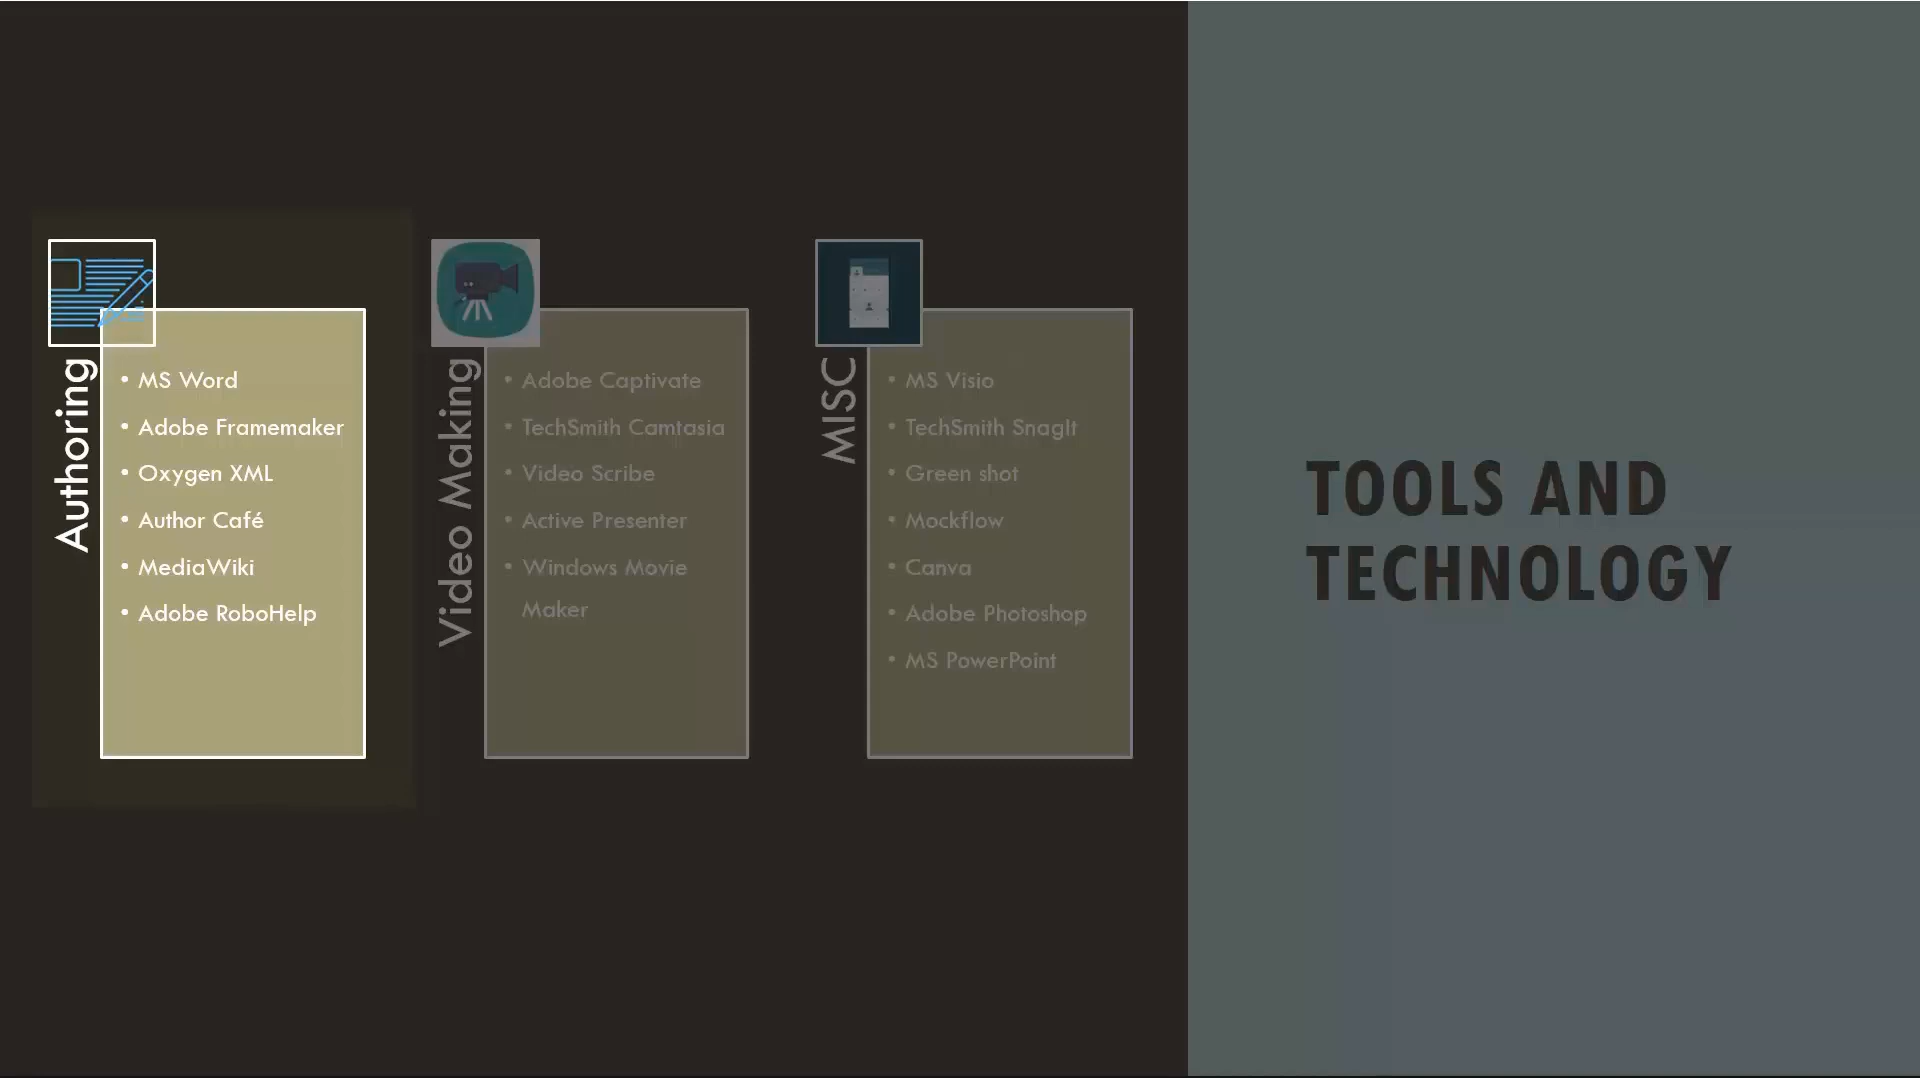 Authoring
• MS Word
• Adobe Framemaker
• Oxygen XML
• Author Café
• MediaWiki
• Adobe RoboHelp
Video Making
• Adobe Captivate
• TechSmith Camtasia
• Video Scribe
• Active Presenter
• Windows Movie
Maker
MISC
• MS Visio
• TechSmith SnagIt
• Green shot
• Mockflow
• Canva
• Adobe Photoshop
• MS PowerPoint
TOOLS AND
TECHNOLOGY